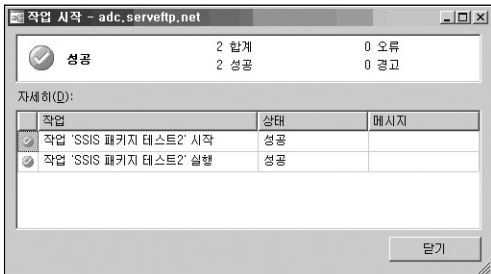 작업 시작 - adc.serveftp.net
성공
2 합계
0 오류
2 성공
0 경고
자세히(D):
작업 상태 메시지
작업 'SSIS 패키지 테스트2' 시작 성공
작업 'SSIS 패키지 테스트2' 실행 성공
닫기